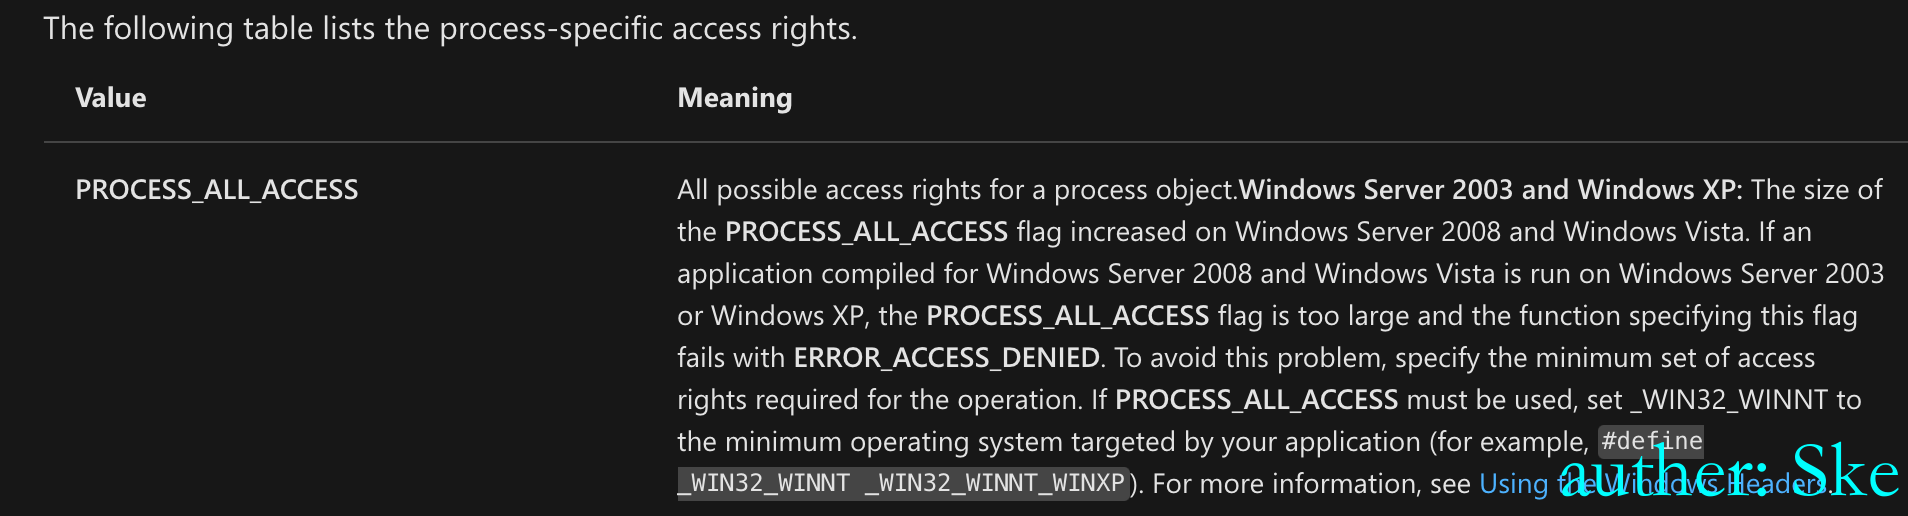 The following table lists the process-specific access rights.
Value Meaning
PROCESS_ALL_ACCESS All possible access rights for a process object.Windows Server 2003 and Windows XP: The size of
the PROCESS_ALL_ACCESS flag increased on Windows Server 2008 and Windows Vista. If an
application compiled for Windows Server 2008 and Windows Vista is run on Windows Server 2003
or Windows XP, the PROCESS_ALL_ACCESS flag is too large and the function specifying this flag
fails with ERROR_ACCESS_DENIED. To avoid this problem, specify the minimum set of access
rights required for the operation. If PROCESS_ALL_ACCESS must be used, set _WIN32_WINNT to
the minimum operating system targeted by your application (for example, #define
_WIN32_WINNT _WIN32_WINNT_WINXP). For more information, see Using the Windows Headers.
auther: Ske